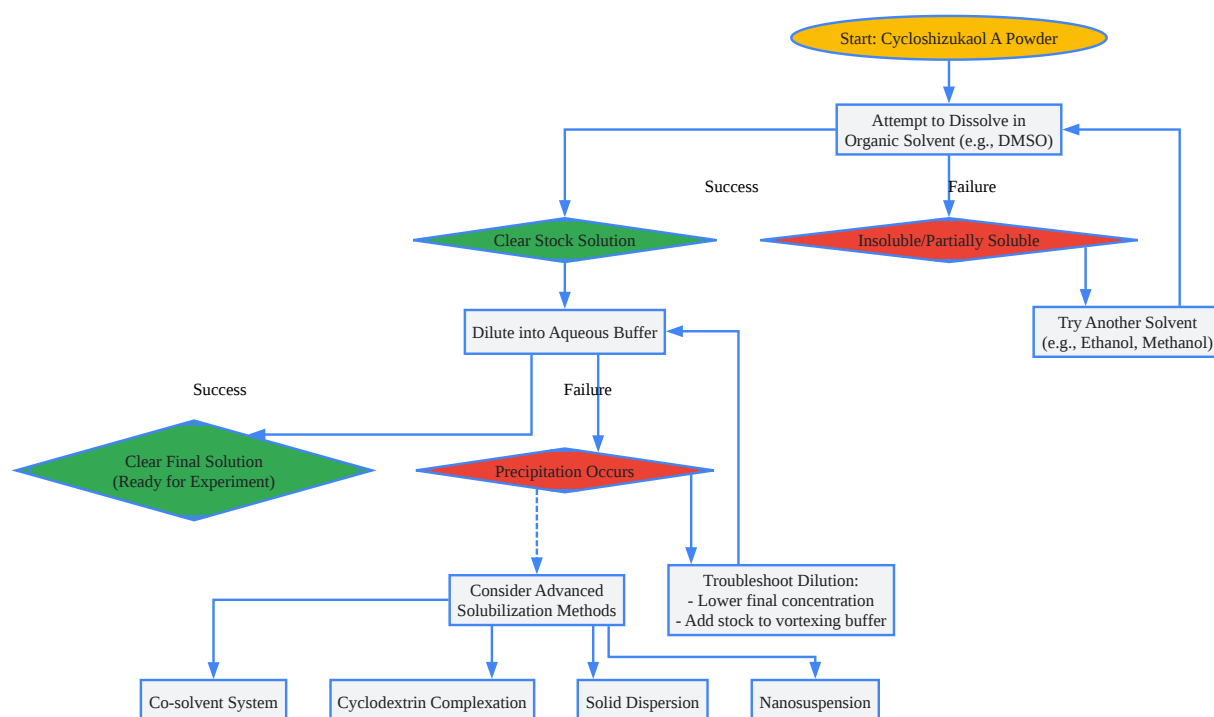 Start: Cycloshizukaol A Powder
Attempt to Dissolve in
Organic Solvent (e.g., DMSO)
Success
Failure
Clear Stock Solution
Insoluble/Partially Soluble
Try Another Solvent
(e.g., Ethanol, Methanol)
Dilute into Aqueous Buffer
Success
Failure
Clear Final Solution
(Ready for Experiment)
Precipitation Occurs
Consider Advanced
Solubilization Methods
Troubleshoot Dilution:
- Lower final concentration
- Add stock to vortexing buffer
Co-solvent System
Cyclodextrin Complexation
Solid Dispersion
Nanosuspension